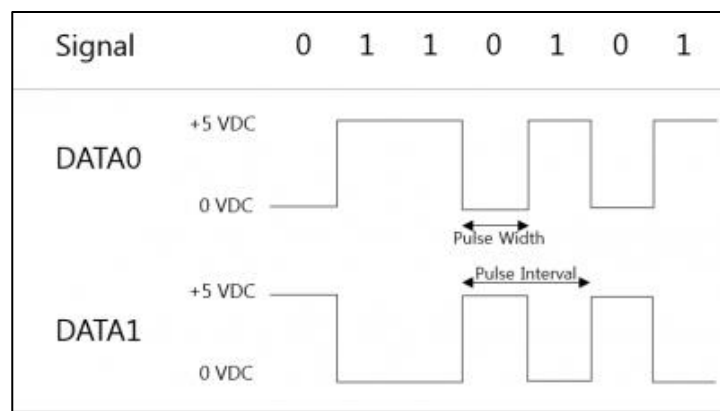 Signal 0 1 1 0 1 0 1
+5 VDC
DATA0
0 VDC
Pulse Width
Pulse Interval
+5 VDC
DATA1
0 VDC